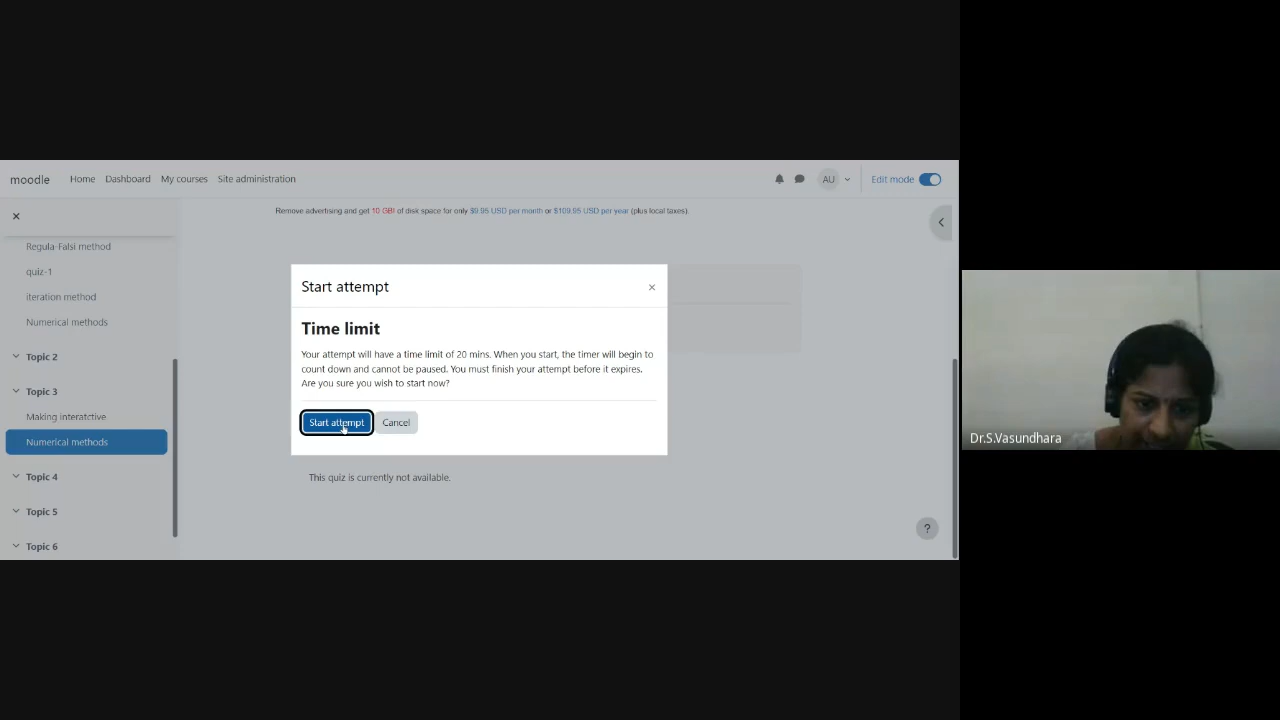 moodle Home Dashboard My courses Site administration AU Edit mode
Remove advertising and get 10 GB! of disk space for only $9.95 USD per month or $109.95 USD per year (plus local taxes).
Regula-Falsi method
quiz-1
iteration method
Numerical methods
Topic 2
Topic 3
Making interatctive
Numerical methods
Topic 4
Topic 5
Topic 6
Start attempt
Time limit
Your attempt will have a time limit of 20 mins. When you start, the timer will begin to
count down and cannot be paused. You must finish your attempt before it expires.
Are you sure you wish to start now?
Start attempt Cancel
This quiz is currently not available.
?
Dr.S.Vasundhara